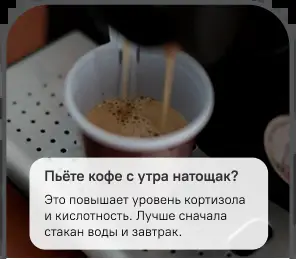 Пьёте кофе с утра натощак?
Это повышает уровень кортизола
и кислотность. Лучше сначала
стакан воды и завтрак.